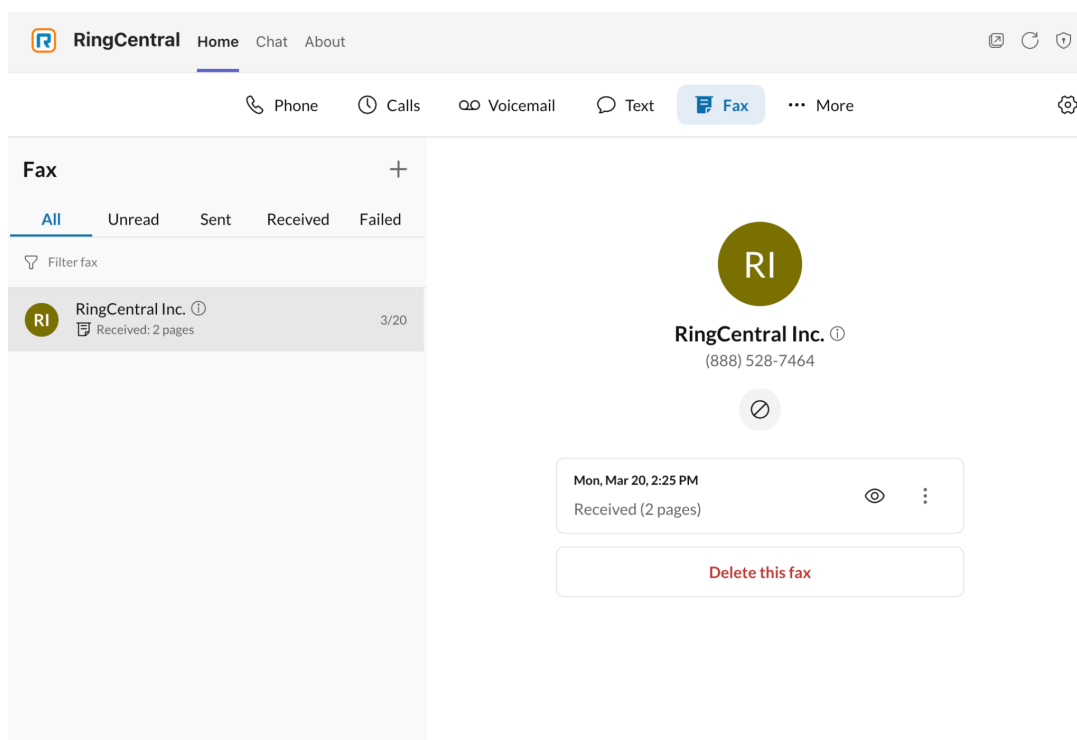 RingCentral Home Chat About
Phone Calls Voicemail Text Fax More
Fax
All Unread Sent Received Failed
Filter fax
RI
RingCentral Inc.
Received: 2 pages
3/20
RI
RingCentral Inc.
(888) 528-7464
Mon, Mar 20, 2:25 PM
Received (2 pages)
Delete this fax